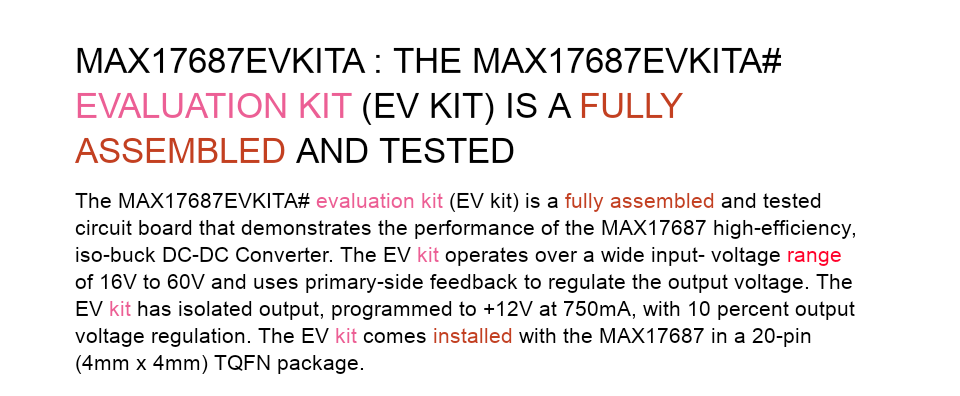 MAX17687EVKITA : THE MAX17687EVKITA#
EVALUATION KIT (EV KIT) IS A FULLY
ASSEMBLED AND TESTED
The MAX17687EVKITA# evaluation kit (EV kit) is a fully assembled and tested
circuit board that demonstrates the performance of the MAX17687 high-efficiency,
iso-buck DC-DC Converter. The EV kit operates over a wide input- voltage range
of 16V to 60V and uses primary-side feedback to regulate the output voltage. The
EV kit has isolated output, programmed to +12V at 750mA, with 10 percent output
voltage regulation. The EV kit comes installed with the MAX17687 in a 20-pin
(4mm x 4mm) TQFN package.